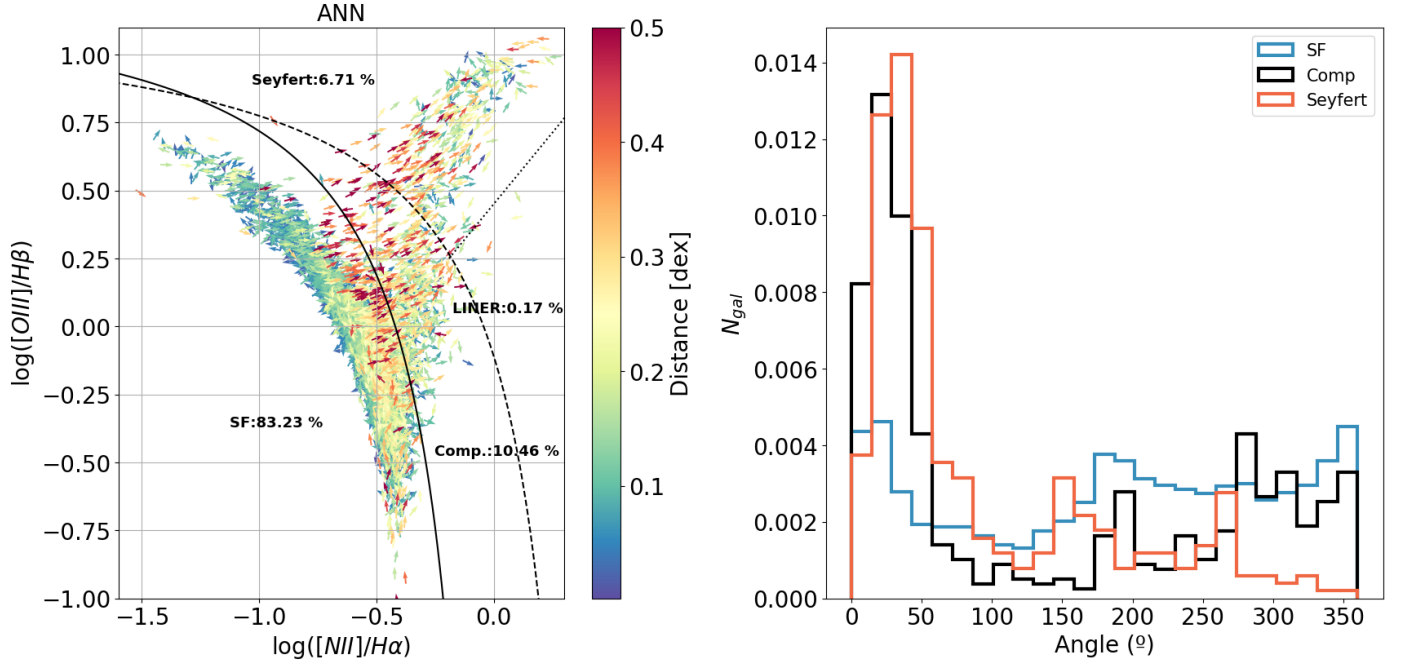 ANN
1.00
0.75
0.50
0.25
0.00
−0.25
−0.50
−0.75
−1.00
log([OIII]/Hβ)
Seyfert:6.71 %
LINER:0.17 %
SF:83.23 %
Comp.:10.46 %
−1.5 −1.0 −0.5 0.0
log([NII]/Hα)
0.5
0.4
0.3
0.2
0.1
Distance [dex]
0.014
0.012
0.010
0.008
0.006
0.004
0.002
0.000
N_gal
SF
Comp
Seyfert
0 50 100 150 200 250 300 350
Angle (º)